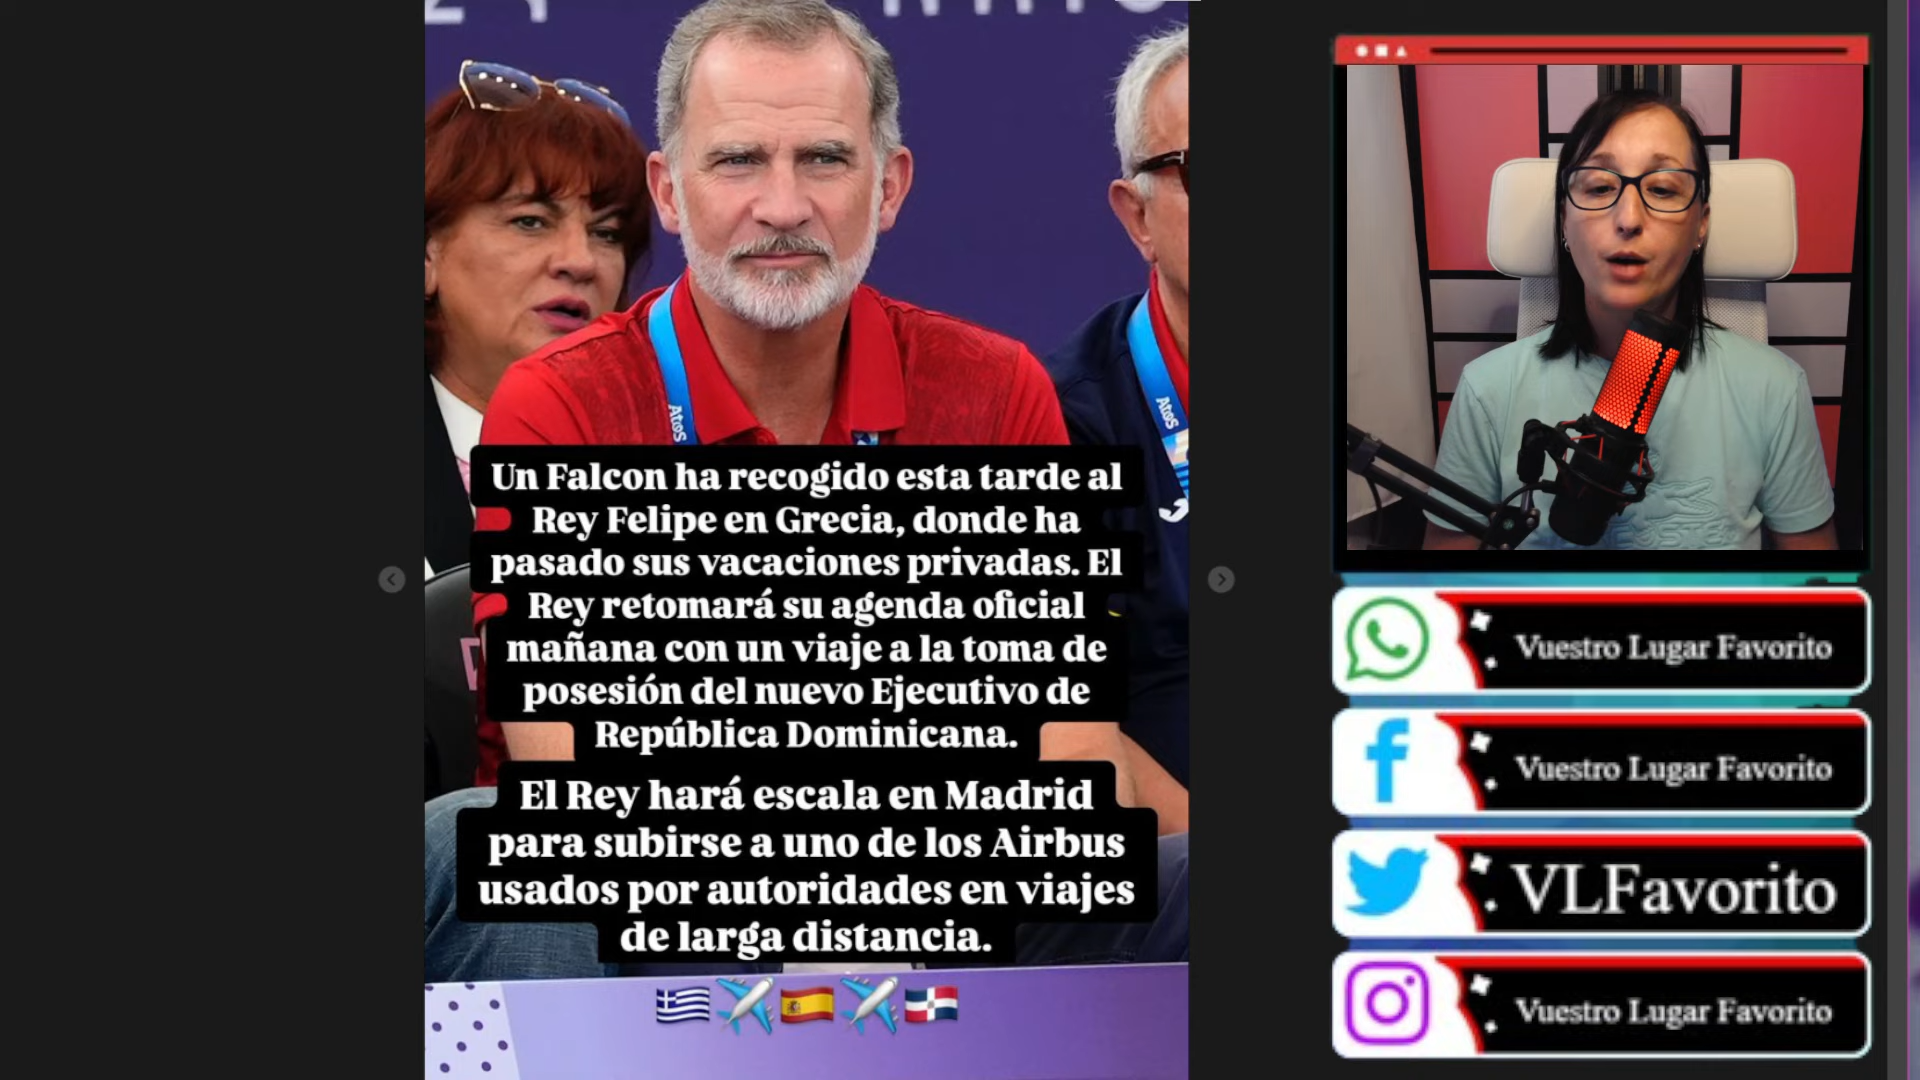 Atos
Atos
Un Falcon ha recogido esta tarde al
Rey Felipe en Grecia, donde ha
pasado sus vacaciones privadas. El
Rey retomará su agenda oficial
mañana con un viaje a la toma de
posesión del nuevo Ejecutivo de
República Dominicana.
El Rey hará escala en Madrid
para subirse a uno de los Airbus
usados por autoridades en viajes
de larga distancia.
Vuestro Lugar Favorito
Vuestro Lugar Favorito
VLFavorito
Vuestro Lugar Favorito